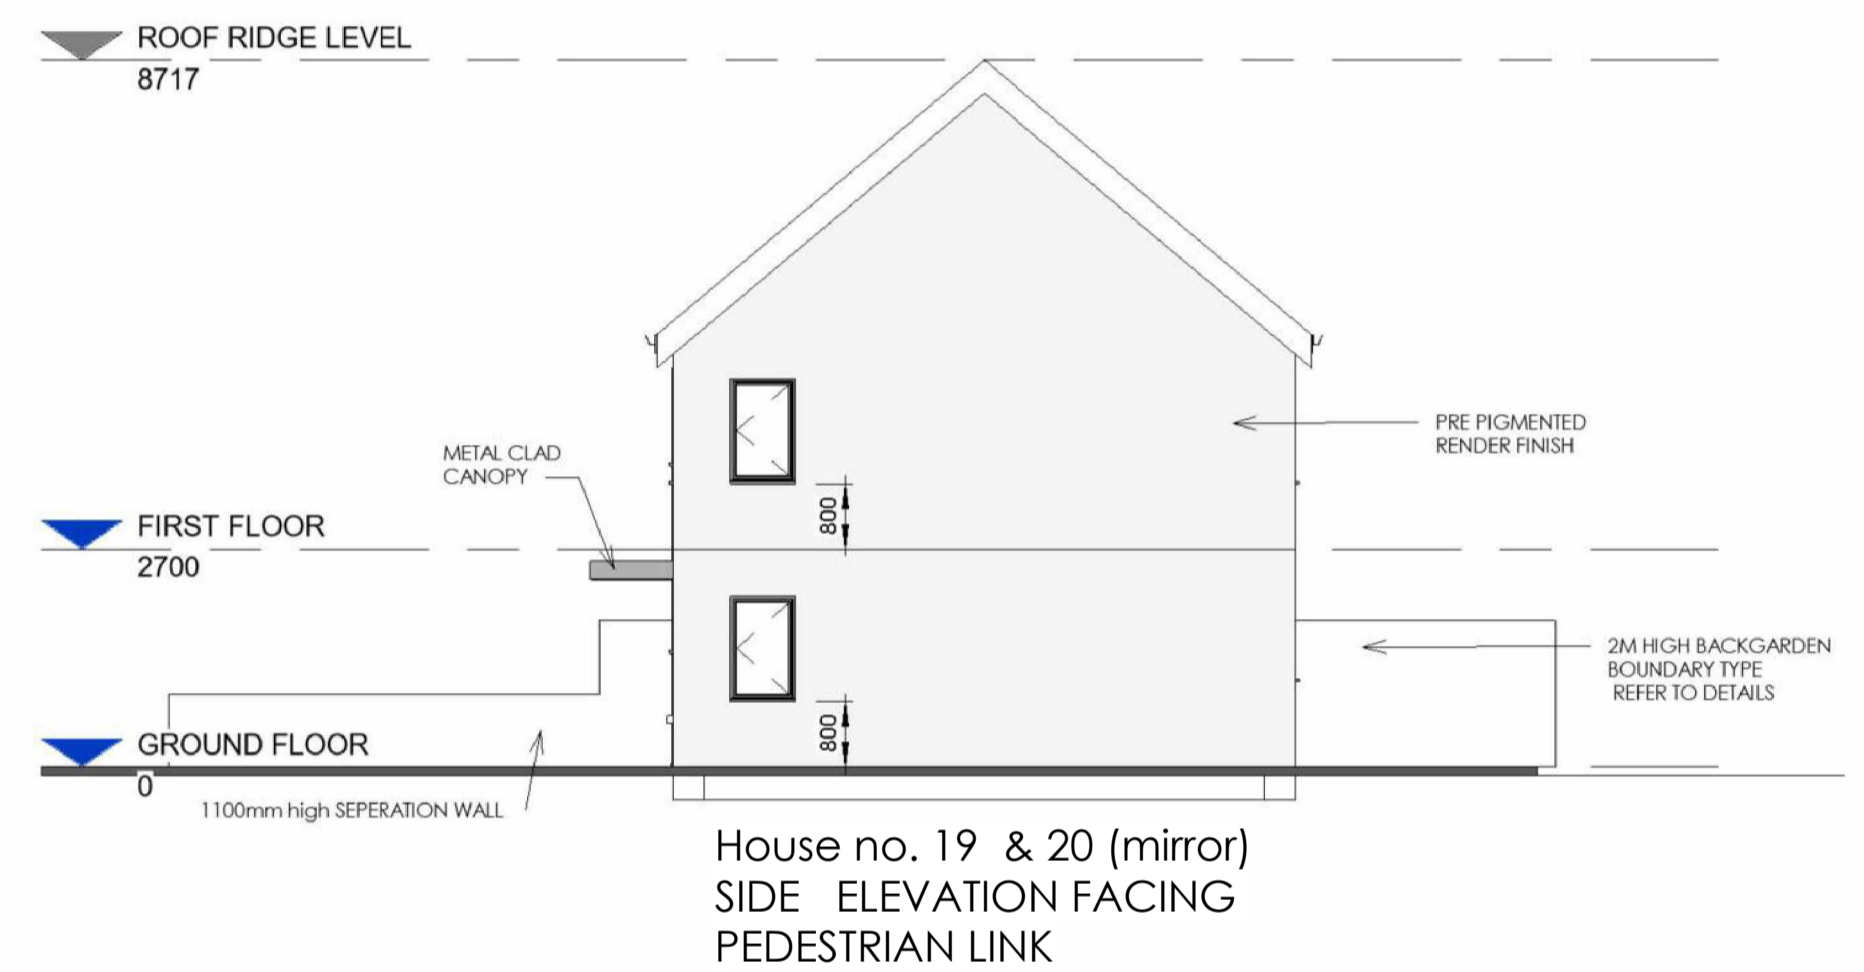 ROOF RIDGE LEVEL
8717
METAL CLAD
CANOPY
PRE PIGMENTED
RENDER FINISH
800
FIRST FLOOR
2700
2M HIGH BACKGARDEN
BOUNDARY TYPE
REFER TO DETAILS
800
GROUND FLOOR
0
1100mm high SEPERATION WALL
House no. 19 & 20 (mirror)
SIDE ELEVATION FACING
PEDESTRIAN LINK